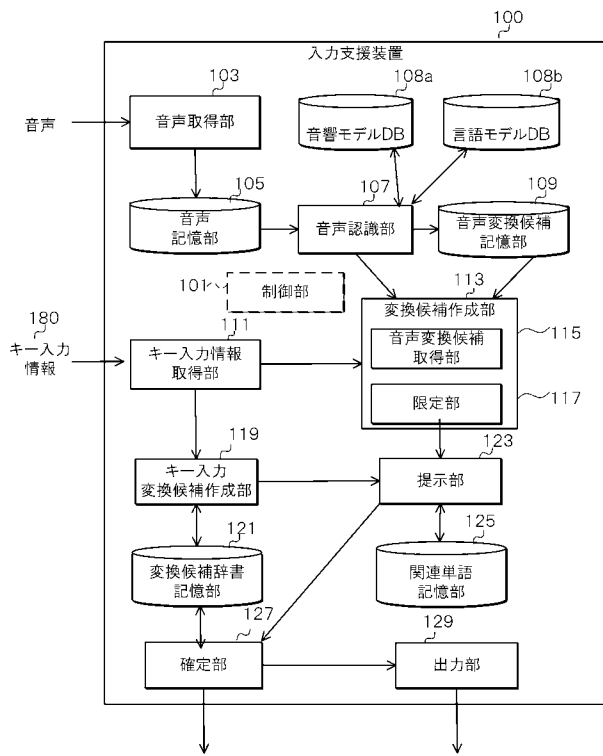 100
入力支援装置
103
108a
108b
音声
音声取得部
音響モデルDB
言語モデルDB
105
107
109
音声
記憶部
音声認識部
音声変換候補
記憶部
101
制御部
113
変換候補作成部
180
キー入力
情報
111
キー入力情報
取得部
音声変換候補
取得部
115
限定部
117
119
キー入力
変換候補作成部
123
提示部
121
変換候補辞書
記憶部
125
関連単語
記憶部
127
確定部
129
出力部